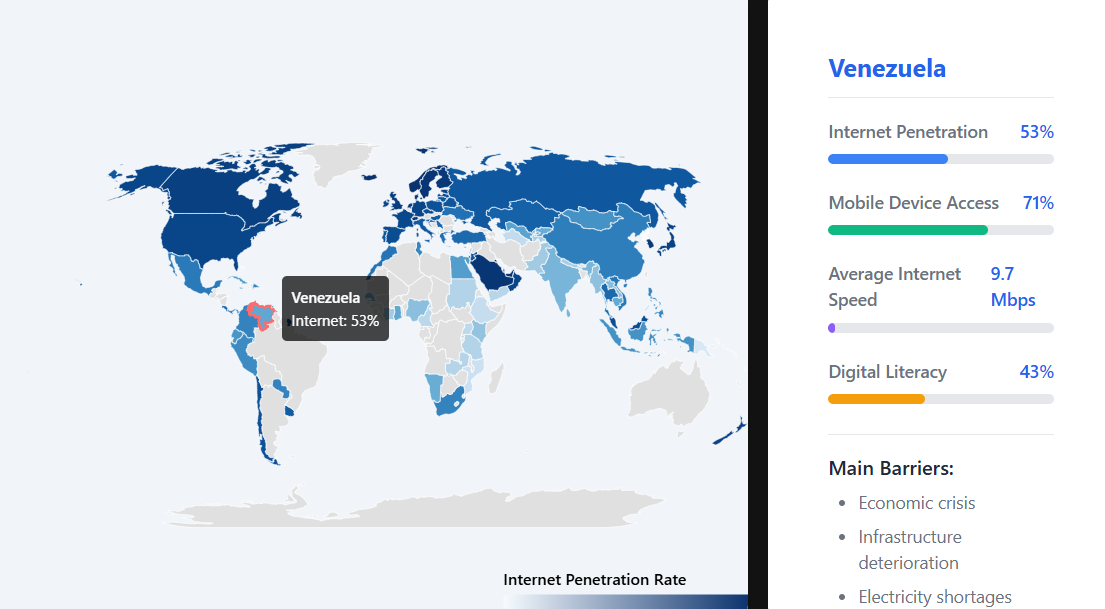 Venezuela
Internet: 53%
Internet Penetration Rate
Venezuela
Internet Penetration 53%
Mobile Device Access 71%
Average Internet 9.7
Speed Mbps
Digital Literacy 43%
Main Barriers:
• Economic crisis
• Infrastructure
deterioration
• Electricity shortages